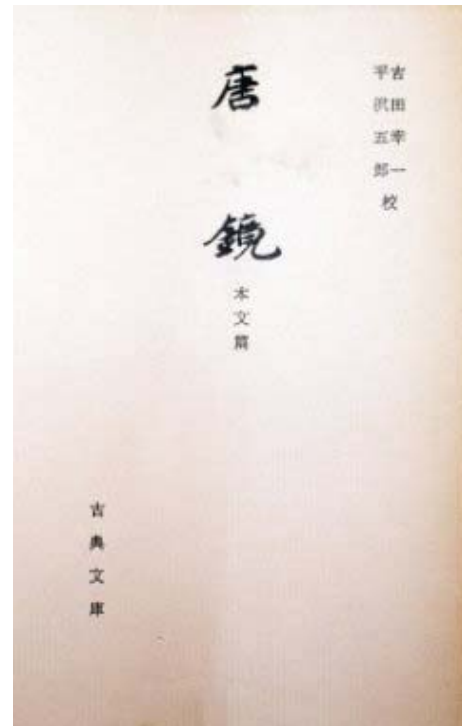 吉田幸一
平沢五郎校
唐鏡
本文篇
古典文庫